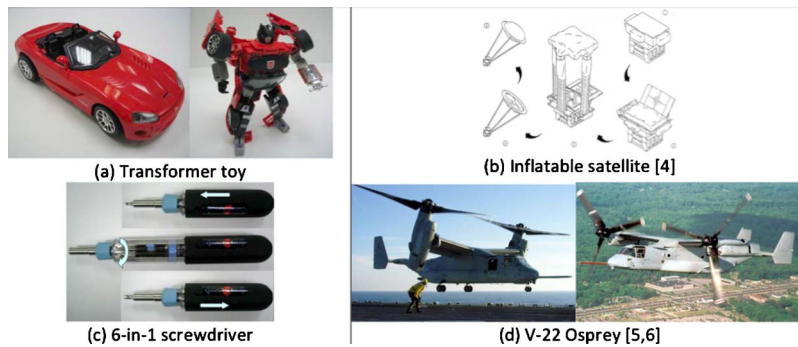 (a) Transformer toy
(b) Inflatable satellite [4]
(c) 6-in-1 screwdriver
(d) V-22 Osprey [5,6]